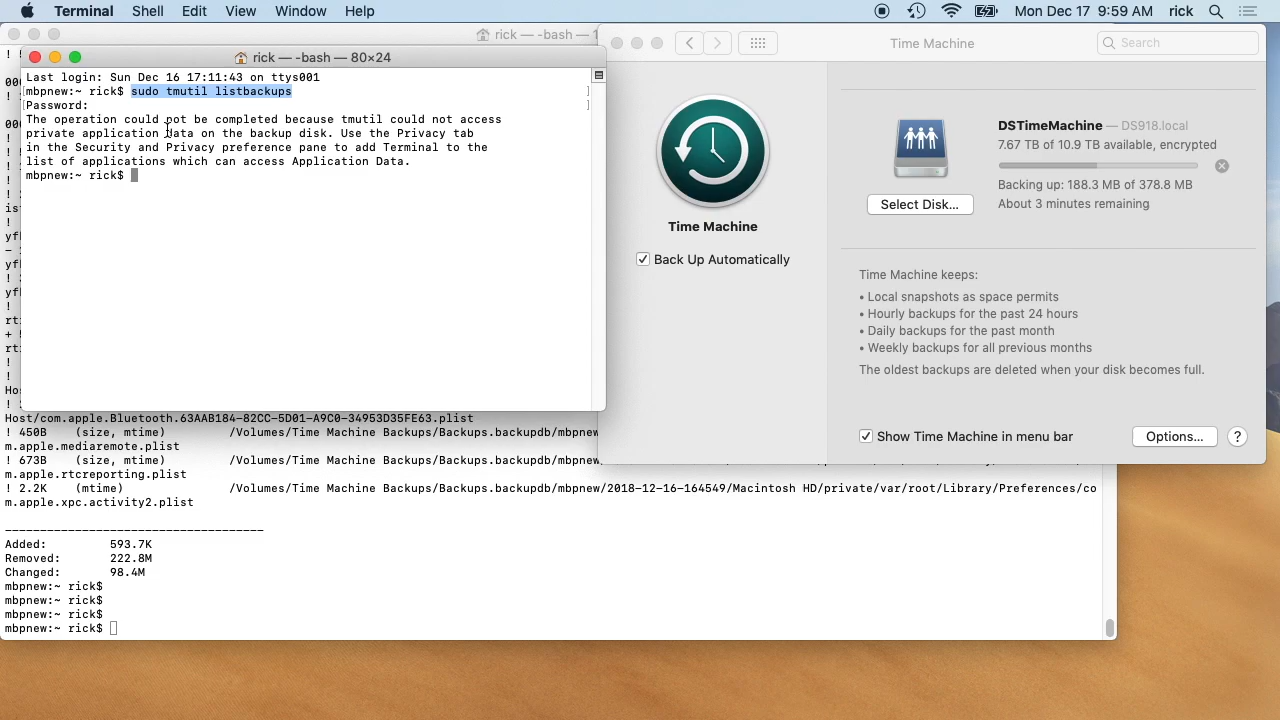 Terminal Shell Edit View Window Help Mon Dec 17 9:59 AM rick
rick — -bash — 1
rick — -bash — 80×24
Last login: Sun Dec 16 17:11:43 on ttys001
mbpnew:~ rick$ sudo tmutil listbackups
Password:
The operation could not be completed because tmutil could not access
private application data on the backup disk. Use the Privacy tab
in the Security and Privacy preference pane to add Terminal to the
list of applications which can access Application Data.
mbpnew:~ rick$
Time Machine
Search
Time Machine
Back Up Automatically
Select Disk...
DSTimeMachine — DS918.local
7.67 TB of 10.9 TB available, encrypted
Backing up: 188.3 MB of 378.8 MB
About 3 minutes remaining
Time Machine keeps:
• Local snapshots as space permits
• Hourly backups for the past 24 hours
• Daily backups for the past month
• Weekly backups for all previous months
The oldest backups are deleted when your disk becomes full.
Show Time Machine in menu bar
Options...
?
Host/com.apple.Bluetooth.63AAB184-82CC-5D01-A9C0-34953D35FE63.plist
! 450B (size, mtime) /Volumes/Time Machine Backups/Backups.backupdb/mbpnew
m.apple.mediaremote.plist
! 673B (size, mtime) /Volumes/Time Machine Backups/Backups.backupdb/mbpnew
m.apple.rtcreporting.plist
! 2.2K (mtime) /Volumes/Time Machine Backups/Backups.backupdb/mbpnew/2018-12-16-164549/Macintosh HD/private/var/root/Library/Preferences/co
m.apple.xpc.activity2.plist
-------------------------------------
Added: 593.7K
Removed: 222.8M
Changed: 98.4M
mbpnew:~ rick$
mbpnew:~ rick$
mbpnew:~ rick$
mbpnew:~ rick$